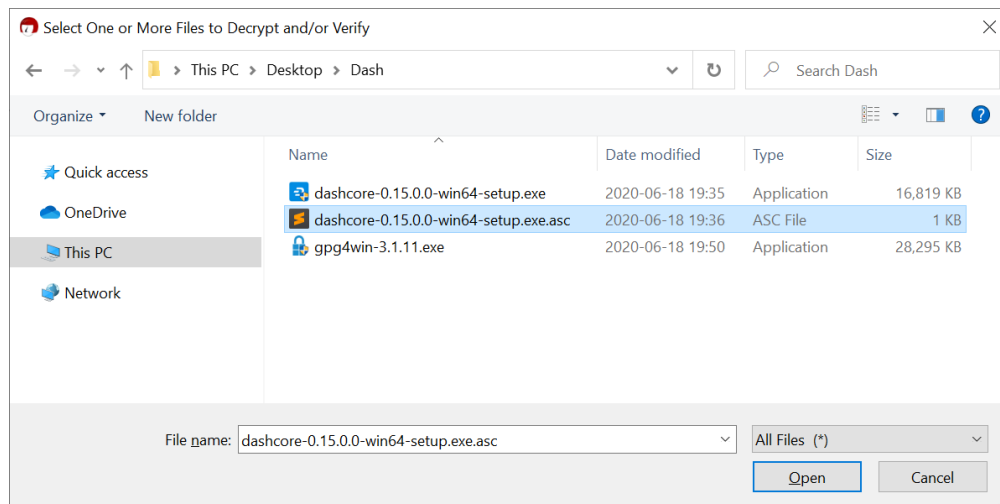 Select One or More Files to Decrypt and/or Verify
This PC > Desktop > Dash
Search Dash
Organize New folder
Name Date modified Type Size
Quick access
OneDrive
This PC
Network
dashcore-0.15.0.0-win64-setup.exe 2020-06-18 19:35 Application 16,819 KB
dashcore-0.15.0.0-win64-setup.exe.asc 2020-06-18 19:36 ASC File 1 KB
gpg4win-3.1.11.exe 2020-06-18 19:50 Application 28,295 KB
File name: dashcore-0.15.0.0-win64-setup.exe.asc All Files (*)
Open Cancel